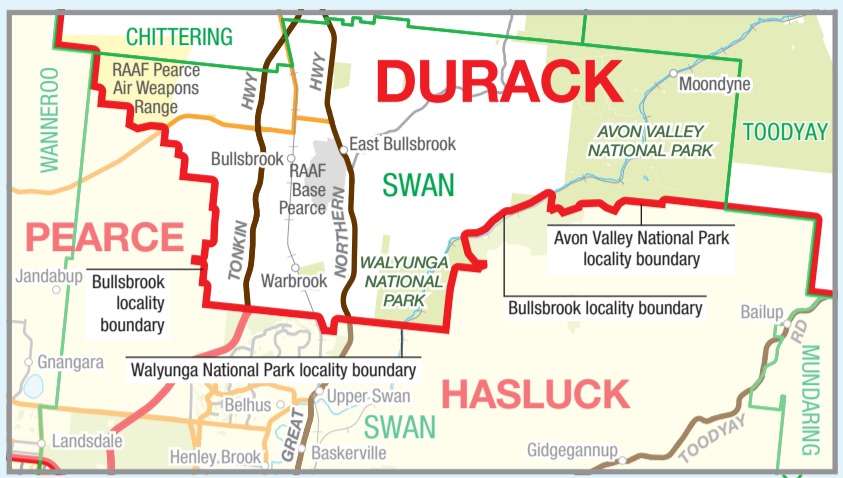 CHITTERING
RAAF Pearce
Air Weapons
Range
WANNEROO
HWY
HWY
DURACK
Moondyne
AVON VALLEY
NATIONAL PARK
TOODYAY
East Bullsbrook
Bullsbrook
RAAF
Base
Pearce
SWAN
PEARCE
TONKIN
NORTHERN
WALYUNGA
NATIONAL
PARK
Avon Valley National Park
locality boundary
Jandabup
Bullsbrook
locality
boundary
Warbrook
Bullsbrook locality boundary
Bailup
RD
Gnangara
Walyunga National Park locality boundary
MUNDARING
HASLUCK
Belhus
Upper Swan
SWAN
GREAT
Landsdale
Henley Brook
Baskerville
Gidgegannup
TOODYAY